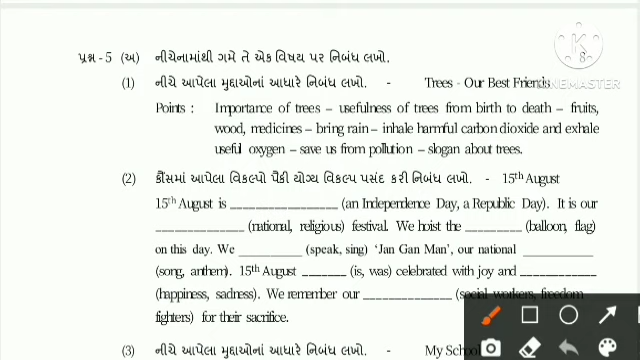 પ્રશ્ન - 5 (અ) નીચેનામાંથી ગમે તે એક વિષય પર નિબંધ લખો. 8
(1) નીચે આપેલા મુદ્દાઓનાં આધારે નિબંધ લખો. - Trees - Our Best Friends
Points : Importance of trees – usefulness of trees from birth to death – fruits,
wood, medicines – bring rain – inhale harmful carbon dioxide and exhale
useful oxygen – save us from pollution – slogan about trees.
(2) કૌંસમાં આપેલા વિકલ્પો પૈકી યોગ્ય વિકલ્પ પસંદ કરી નિબંધ લખો. - 15th August
15th August is _________________ (an Independence Day, a Republic Day). It is our
______________ (national, religious) festival. We hoist the _________ (balloon, flag)
on this day. We __________ (speak, sing) 'Jan Gan Man', our national ___________
(song, anthem). 15th August _______ (is, was) celebrated with joy and ____________
(happiness, sadness). We remember our ______________ (social workers, freedom
fighters) for their sacrifice.
(3) નીચે આપેલા મુદ્દાઓનાં આધારે નિબંધ લખો. - My School
K
KINEMASTER